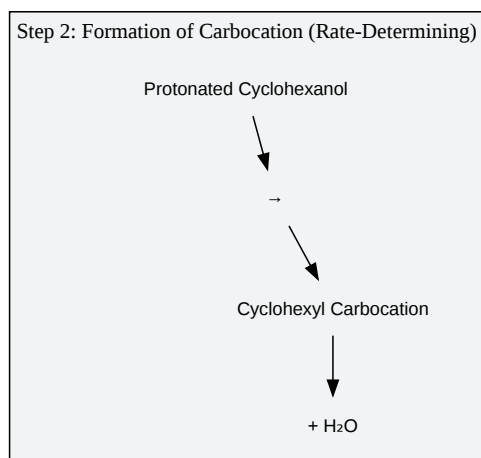 Step 2: Formation of Carbocation (Rate-Determining)
Protonated Cyclohexanol
→
Cyclohexyl Carbocation
+ H₂O